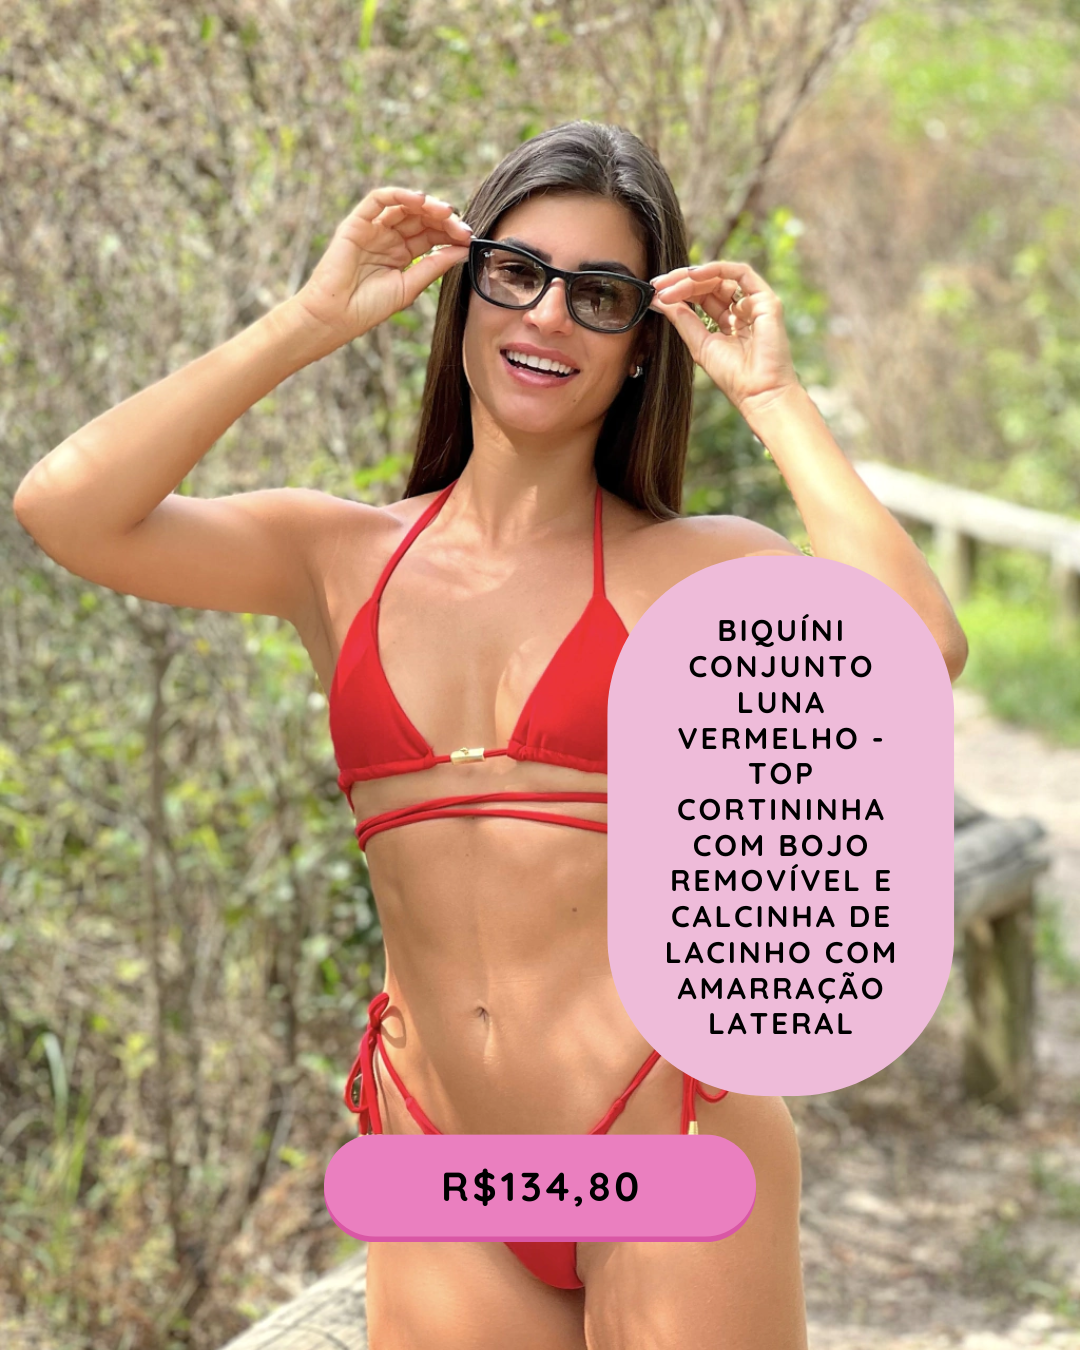 BIQUÍNI
CONJUNTO
LUNA
VERMELHO -
TOP
CORTININHA
COM BOJO
REMOVÍVEL E
CALCINHA DE
LACINHO COM
AMARRAÇÃO
LATERAL
R$134,80